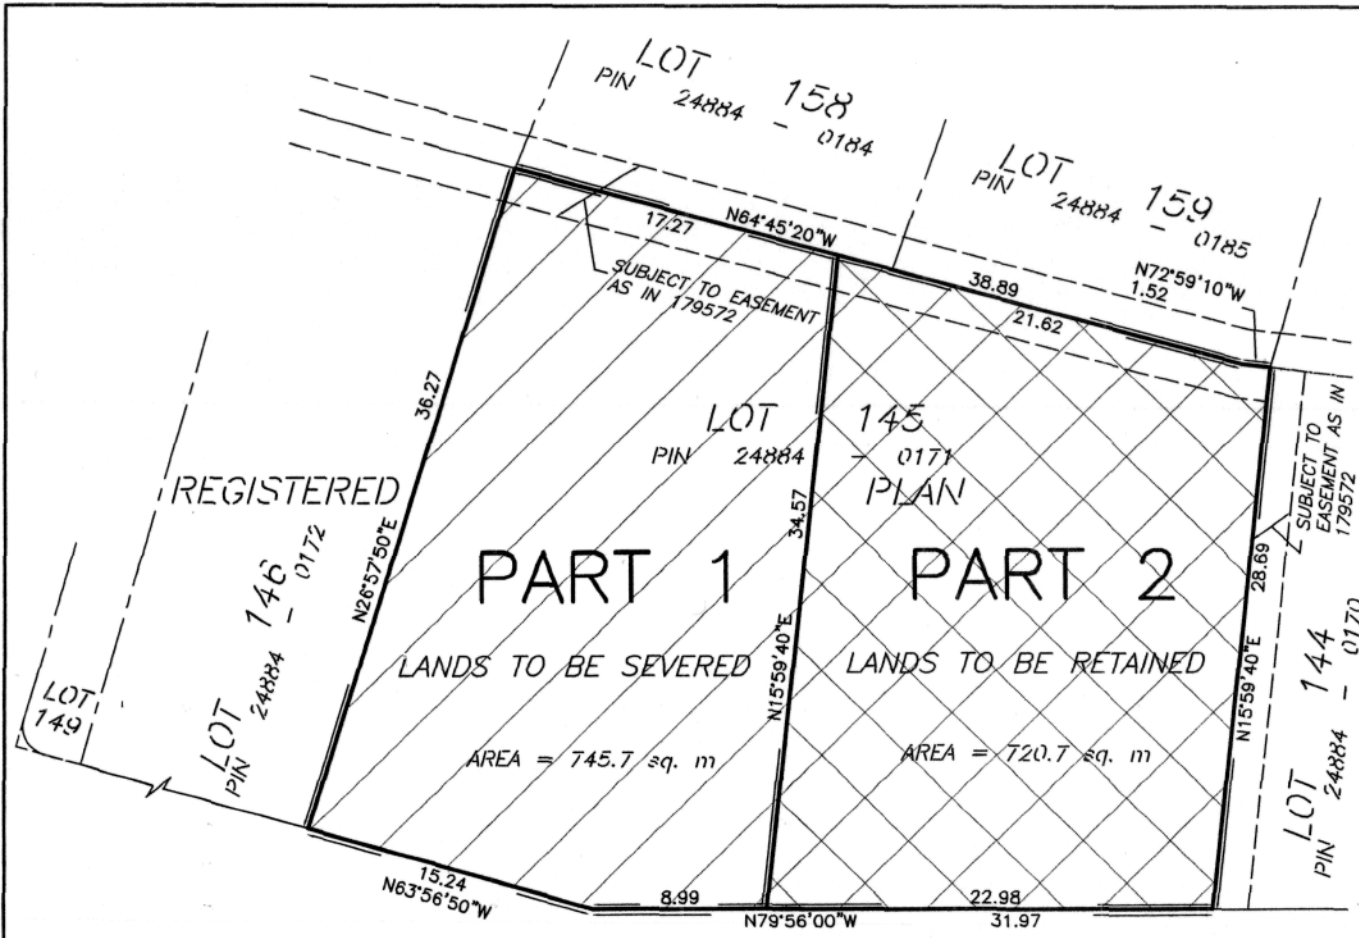 LOT 158
PIN 24884 - 0184
LOT 159
PIN 24884 - 0185
N64°45'20"W
17.27
38.89
21.62
N72°59'10"W
1.52
SUBJECT TO EASEMENT
AS IN 179572
36.27
N26°57'50"E
LOT 145
PIN 24884 - 0171
REGISTERED PLAN
34.57
N15°59'40"E
SUBJECT TO
EASEMENT AS IN
179572
28.69
N15°59'40"E
PART 1
PART 2
LANDS TO BE SEVERED
LANDS TO BE RETAINED
AREA = 745.7 sq. m
AREA = 720.7 sq. m
LOT 146
PIN 24884 - 0172
LOT
149
LOT 144
PIN 24884 - 0170
15.24
N63°56'50"W
8.99
22.98
N79°56'00"W
31.97